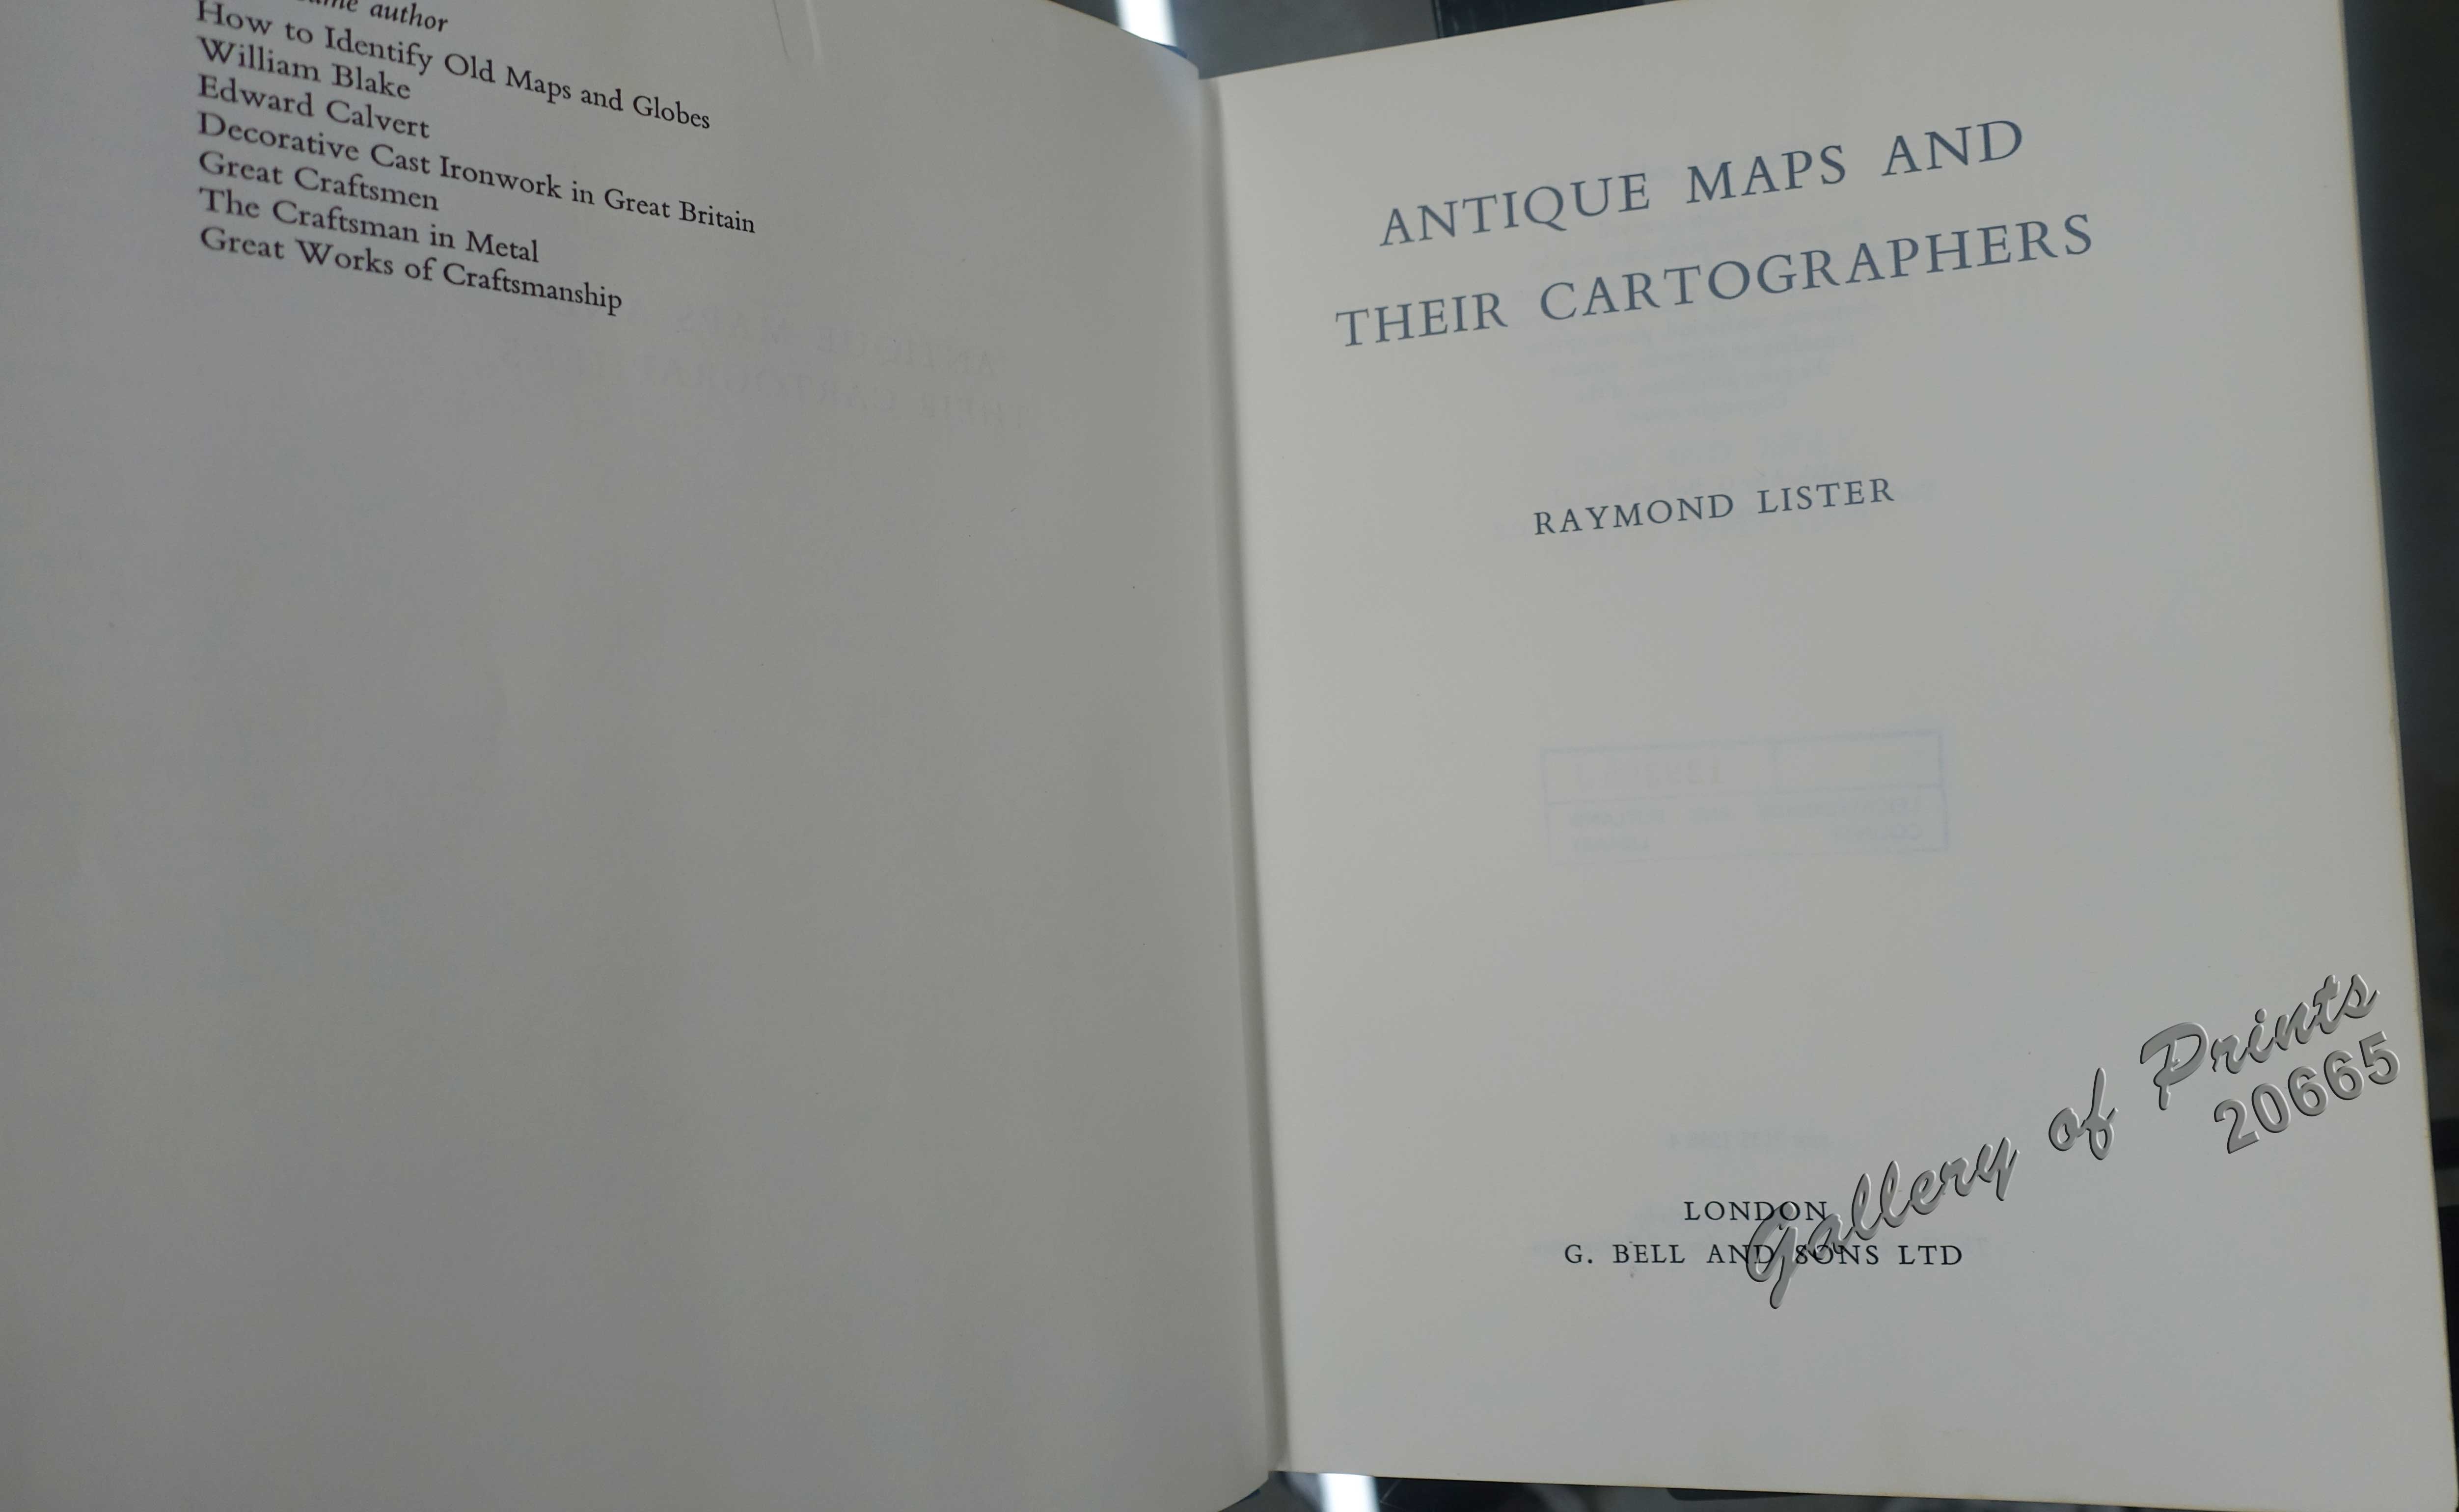 author
How to Identify Old Maps and Globes
William Blake
Edward Calvert
Decorative Cast Ironwork in Great Britain
Great Craftsmen
The Craftsman in Metal
Great Works of Craftsmanship
ANTIQUE MAPS AND
THEIR CARTOGRAPHERS
RAYMOND LISTER
LONDON
G. BELL AND SONS LTD
Gallery of Prints
20665